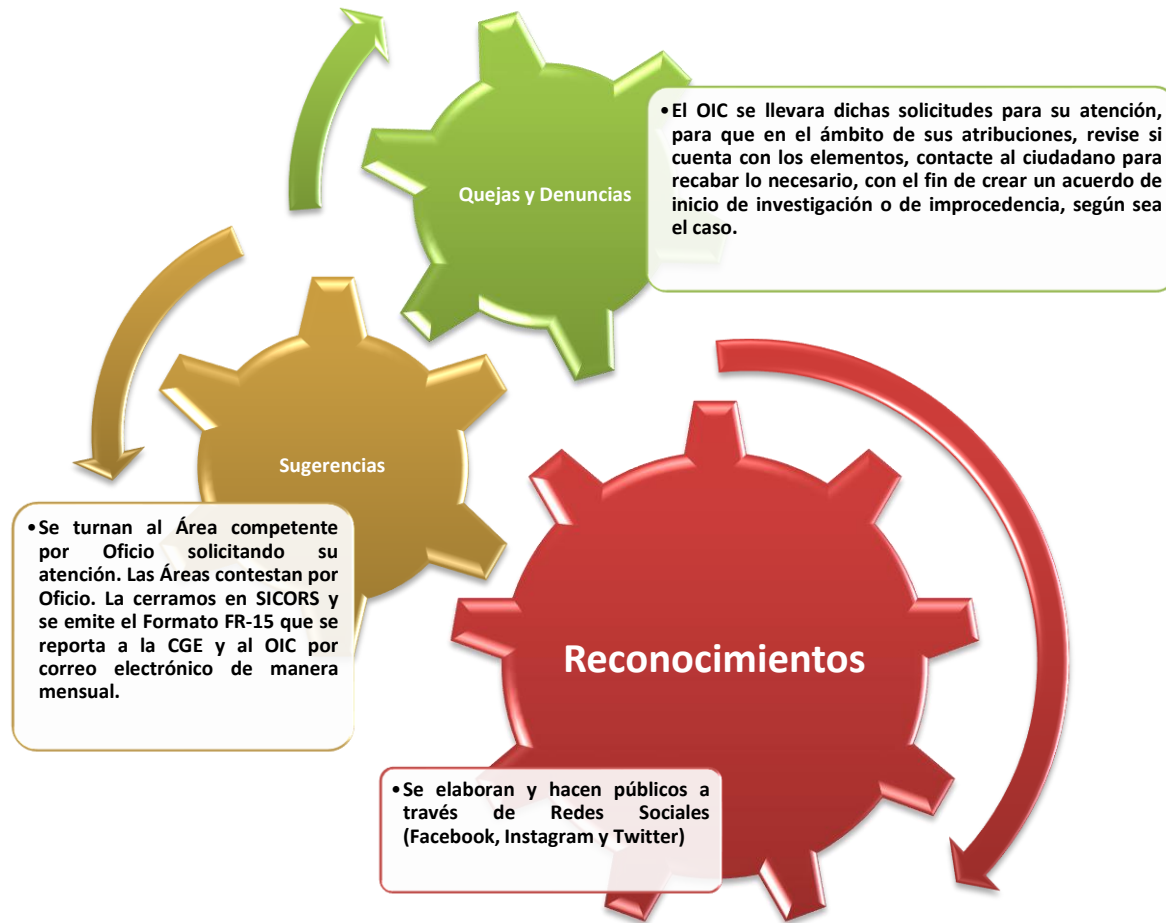 Quejas y Denuncias
•El OIC se llevara dichas solicitudes para su atención,
para que en el ámbito de sus atribuciones, revise si
cuenta con los elementos, contacte al ciudadano para
recabar lo necesario, con el fin de crear un acuerdo de
inicio de investigación o de improcedencia, según sea
el caso.
Sugerencias
•Se turnan al Área competente
por Oficio solicitando su
atención. Las Áreas contestan por
Oficio. La cerramos en SICORS y
se emite el Formato FR-15 que se
reporta a la CGE y al OIC por
correo electrónico de manera
mensual.
Reconocimientos
•Se elaboran y hacen públicos a
través de Redes Sociales
(Facebook, Instagram y Twitter)